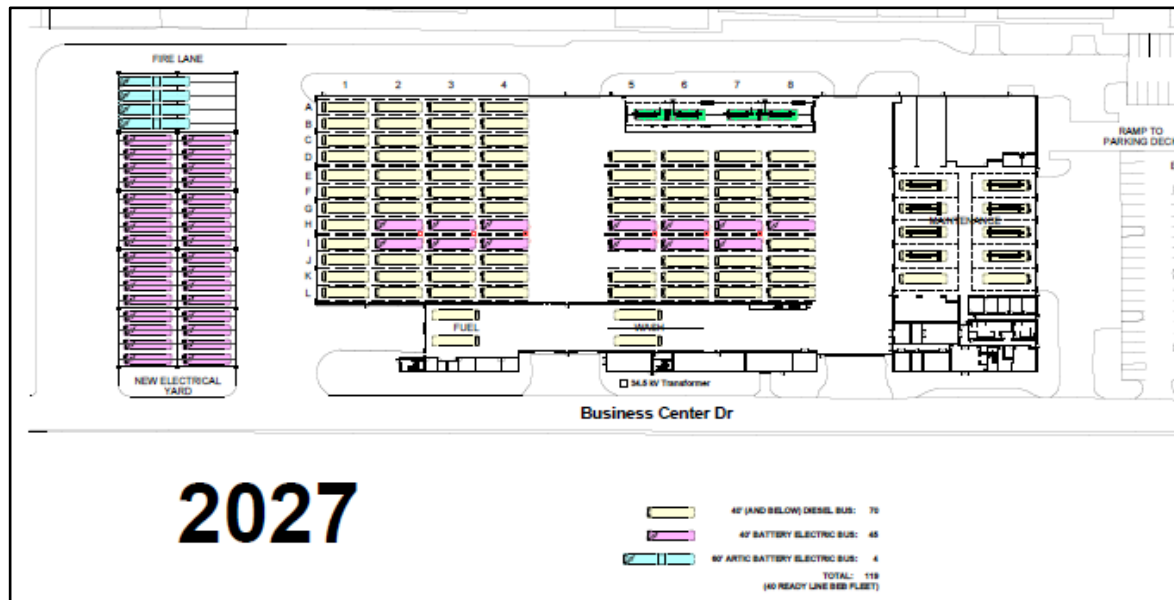 FIRE LANE
1 2 3 4 5 6 7 8
A
B
C
D
E
F
G
H
I
J
K
L
RAMP TO
PARKING DECK
MAINTENANCE
FUEL
WASH
NEW ELECTRICAL
YARD
34.5 kV Transformer
Business Center Dr
2027
40' (AND BELOW) DIESEL BUS: 70
40' BATTERY ELECTRIC BUS: 45
60' ARTIC BATTERY ELECTRIC BUS: 4
TOTAL: 119
(40 READY LINE BEB FLEET)